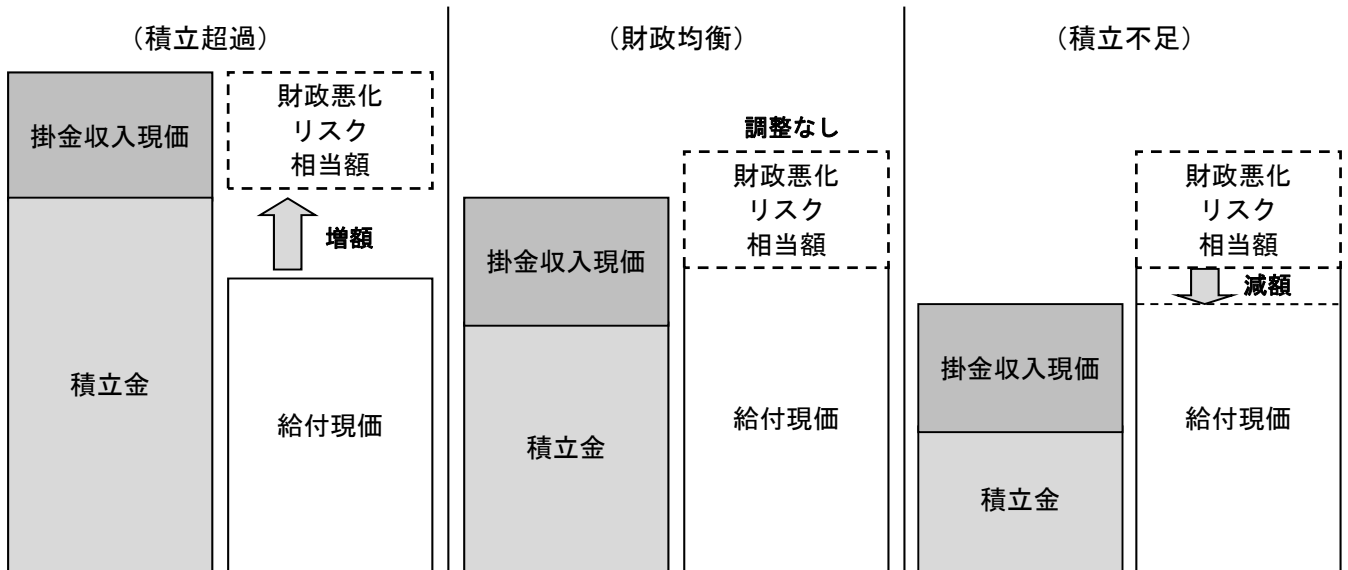 （積立超過）
掛金収入現価
積立金
財政悪化
リスク
相当額
増額
給付現価
（財政均衡）
掛金収入現価
積立金
調整なし
財政悪化
リスク
相当額
給付現価
（積立不足）
掛金収入現価
積立金
財政悪化
リスク
相当額
減額
給付現価